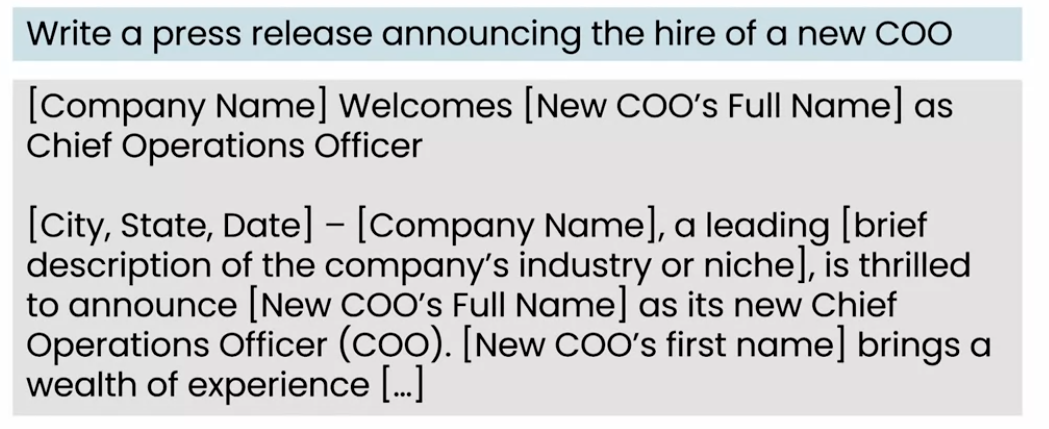 Write a press release announcing the hire of a new COO
[Company Name] Welcomes [New COO’s Full Name] as
Chief Operations Officer
[City, State, Date] – [Company Name], a leading [brief
description of the company’s industry or niche], is thrilled
to announce [New COO’s Full Name] as its new Chief
Operations Officer (COO). [New COO’s first name] brings a
wealth of experience [...]